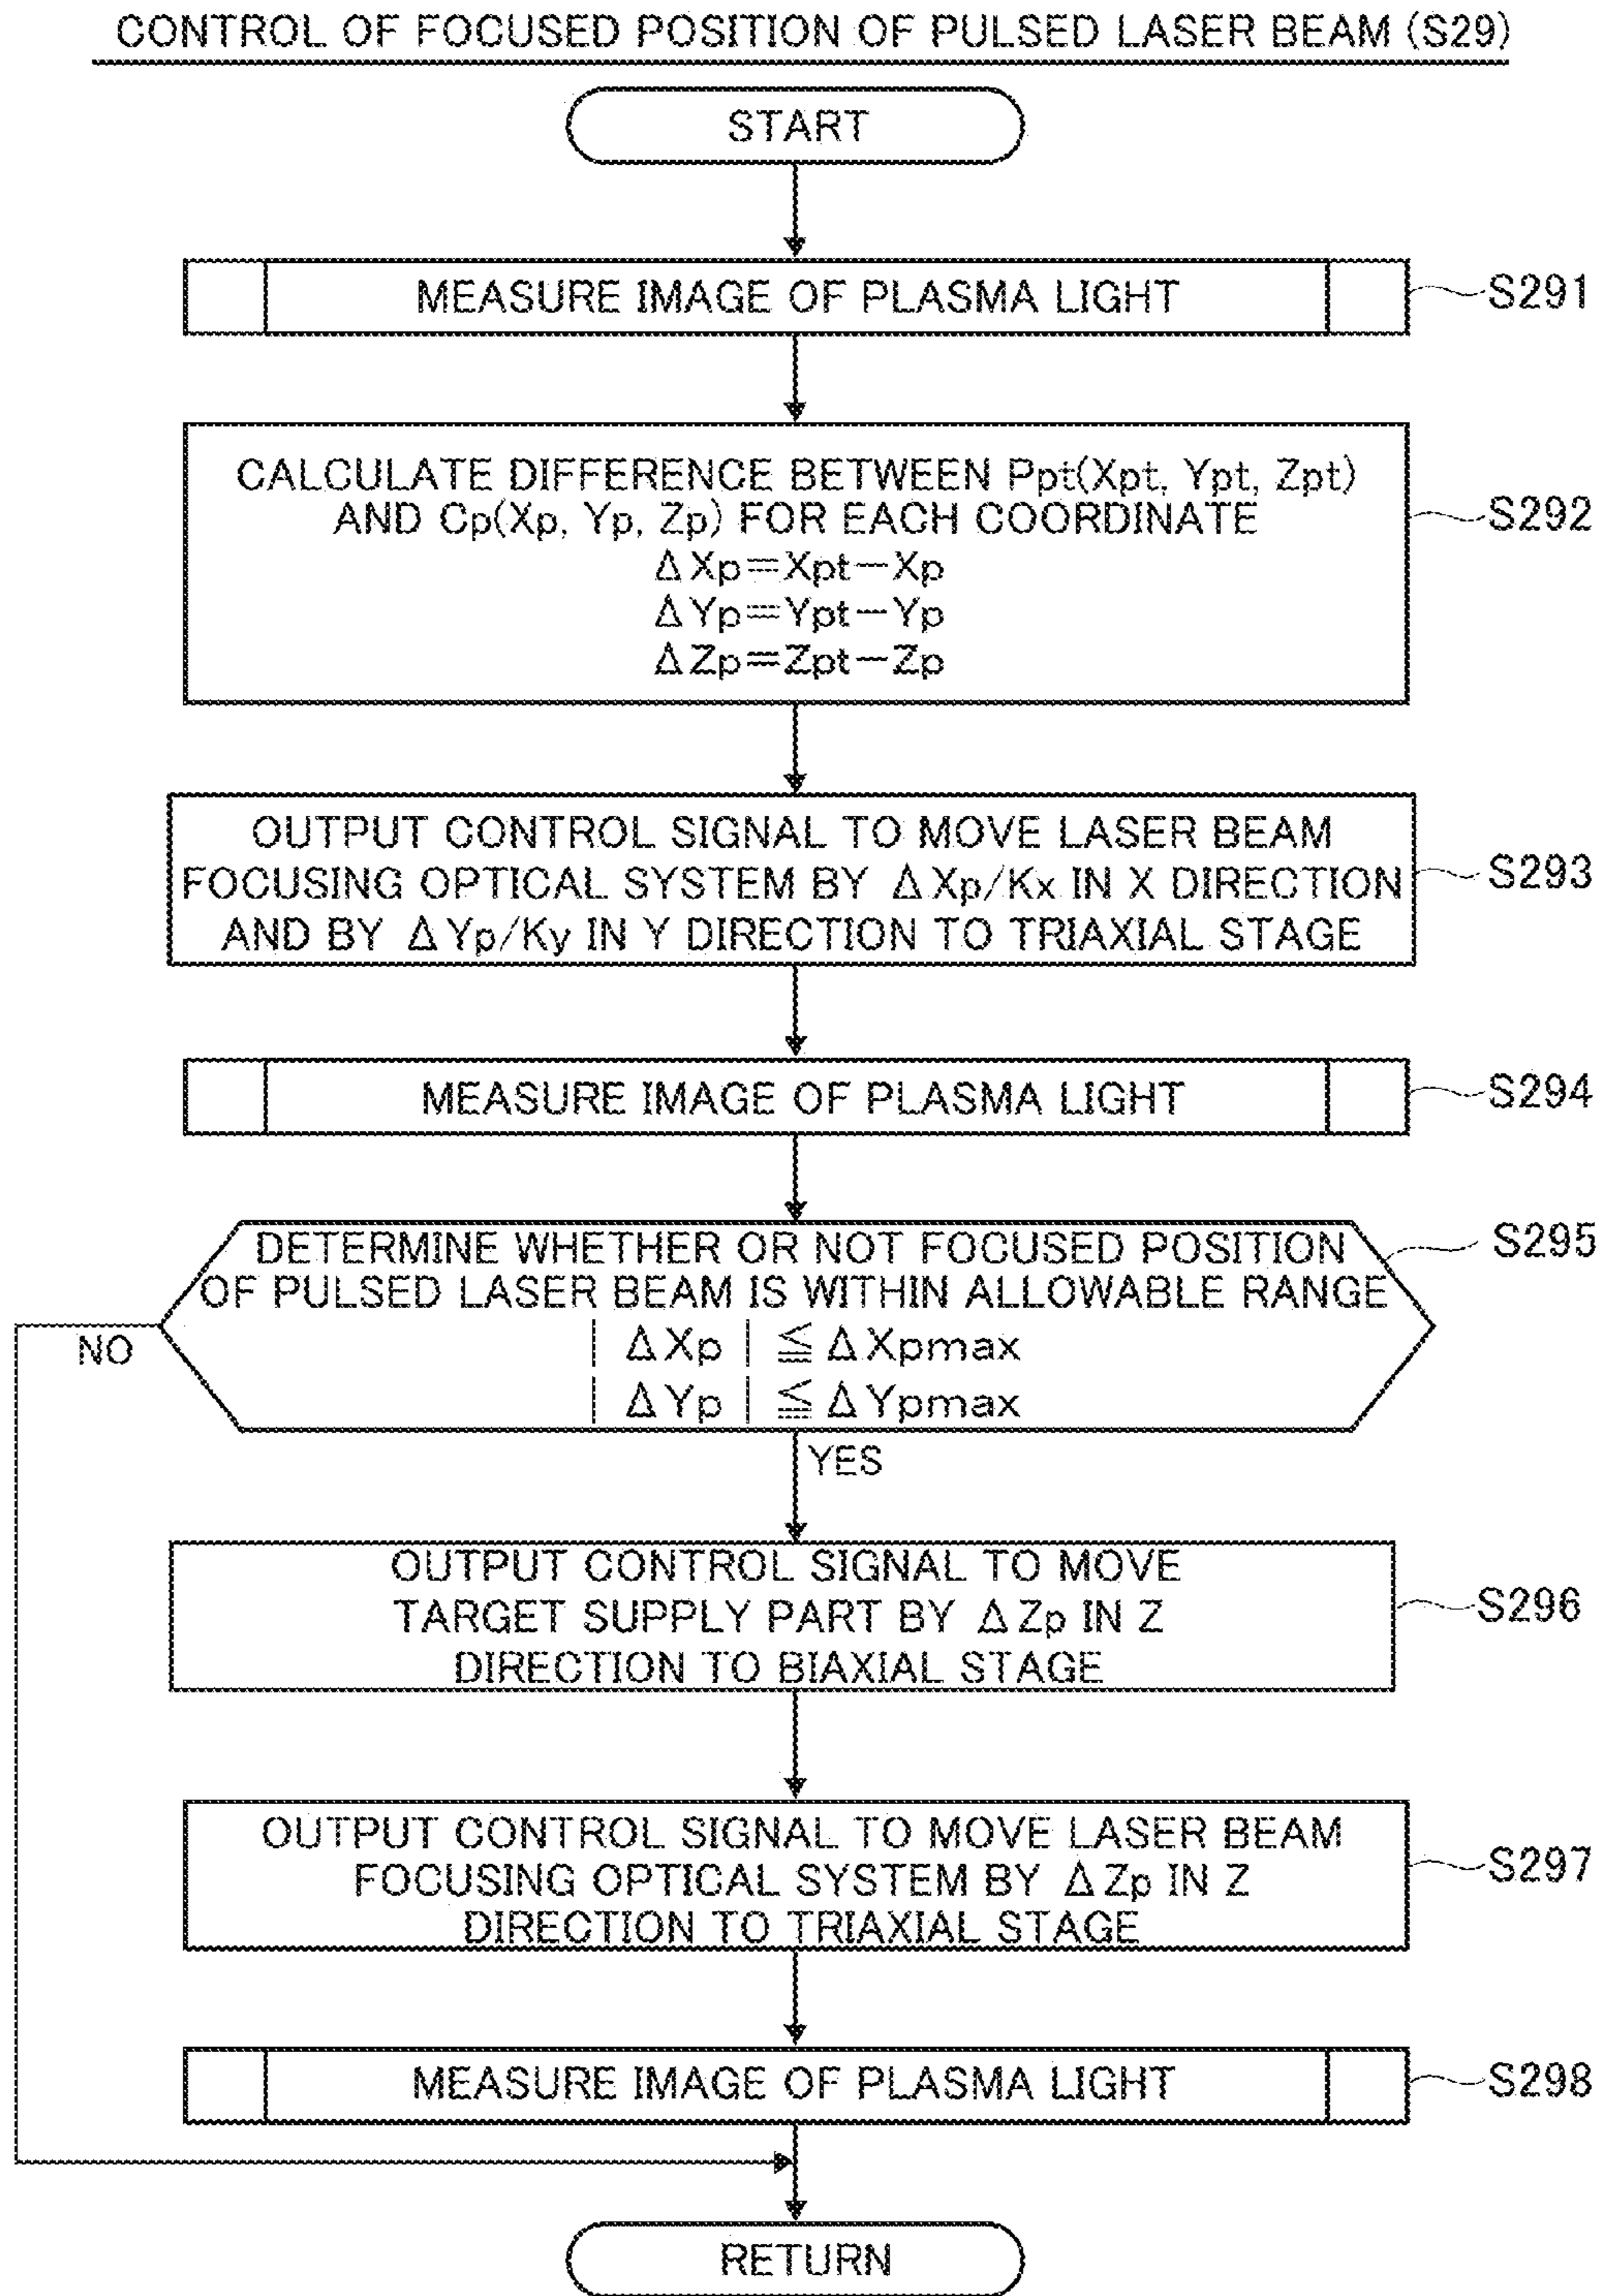 CONTROL OF FOCUSED POSITION OF PULSED LASER BEAM (S29)
START
MEASURE IMAGE OF PLASMA LIGHT
S291
CALCULATE DIFFERENCE BETWEEN Ppt(Xpt, Ypt, Zpt)
AND Cp(Xp, Yp, Zp) FOR EACH COORDINATE
ΔXp=Xpt-Xp
ΔYp=Ypt-Yp
ΔZp=Zpt-Zp
S292
OUTPUT CONTROL SIGNAL TO MOVE LASER BEAM
FOCUSING OPTICAL SYSTEM BY ΔXp/Kx IN X DIRECTION
AND BY ΔYp/Ky IN Y DIRECTION TO TRIAXIAL STAGE
S293
MEASURE IMAGE OF PLASMA LIGHT
S294
DETERMINE WHETHER OR NOT FOCUSED POSITION
OF PULSED LASER BEAM IS WITHIN ALLOWABLE RANGE
| ΔXp | ≦ ΔXpmax
| ΔYp | ≦ ΔYpmax
S295
NO
YES
OUTPUT CONTROL SIGNAL TO MOVE
TARGET SUPPLY PART BY ΔZp IN Z
DIRECTION TO BIAXIAL STAGE
S296
OUTPUT CONTROL SIGNAL TO MOVE LASER BEAM
FOCUSING OPTICAL SYSTEM BY ΔZp IN Z
DIRECTION TO TRIAXIAL STAGE
S297
MEASURE IMAGE OF PLASMA LIGHT
S298
RETURN